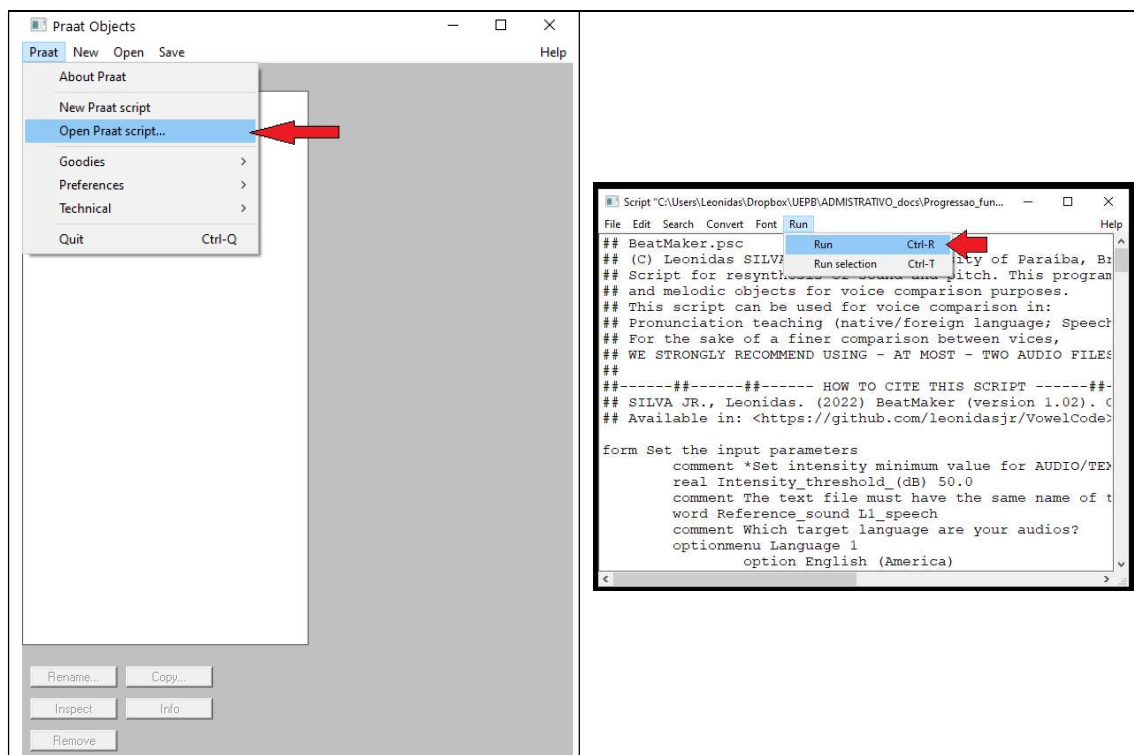 Praat Objects
Praat New Open Save Help
About Praat
New Praat script
Open Praat script...
Goodies
Preferences
Technical
Quit Ctrl-Q
Rename... Copy...
Inspect Info
Remove
Script "C:\Users\Leonidas\Dropbox\UEPB\ADMISTRATIVO_docs\Progressao_fun...
File Edit Search Convert Font Run Help
Run Ctrl-R
Run selection Ctrl-T
## BeatMaker.psc
## (C) Leonidas SILVA ity of Paraíba, Br
## Script for resynthesis of sound and pitch. This program
## and melodic objects for voice comparison purposes.
## This script can be used for voice comparison in:
## Pronunciation teaching (native/foreign language; Speech
## For the sake of a finer comparison between vices,
## WE STRONGLY RECOMMEND USING - AT MOST - TWO AUDIO FILES
##
##------##------##------ HOW TO CITE THIS SCRIPT ------##-
## SILVA JR., Leonidas. (2022) BeatMaker (version 1.02). C
## Available in: <https://github.com/leonidasjr/VowelCode>
form Set the input parameters
comment *Set intensity minimum value for AUDIO/TEX
real Intensity_threshold_(dB) 50.0
comment The text file must have the same name of t
word Reference_sound L1_speech
comment Which target language are your audios?
optionmenu Language 1
option English (America)